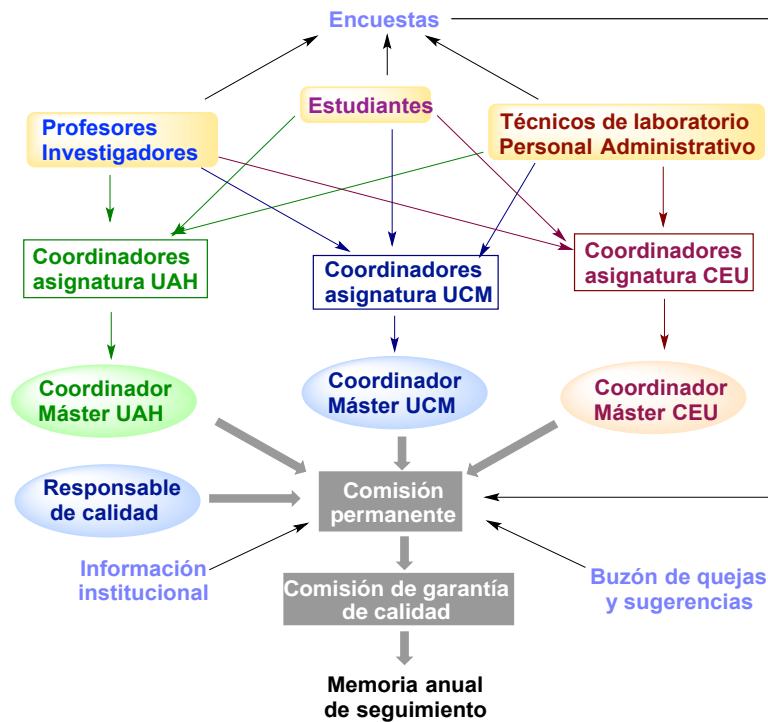 Encuestas
Estudiantes
Profesores
Investigadores
Técnicos de laboratorio
Personal Administrativo
Coordinadores
asignatura UAH
Coordinadores
asignatura UCM
Coordinadores
asignatura CEU
Coordinador
Máster UAH
Coordinador
Máster UCM
Coordinador
Máster CEU
Responsable
de calidad
Comisión
permanente
Información
institucional
Comisión de garantía
de calidad
Buzón de quejas
y sugerencias
Memoria anual
de seguimiento